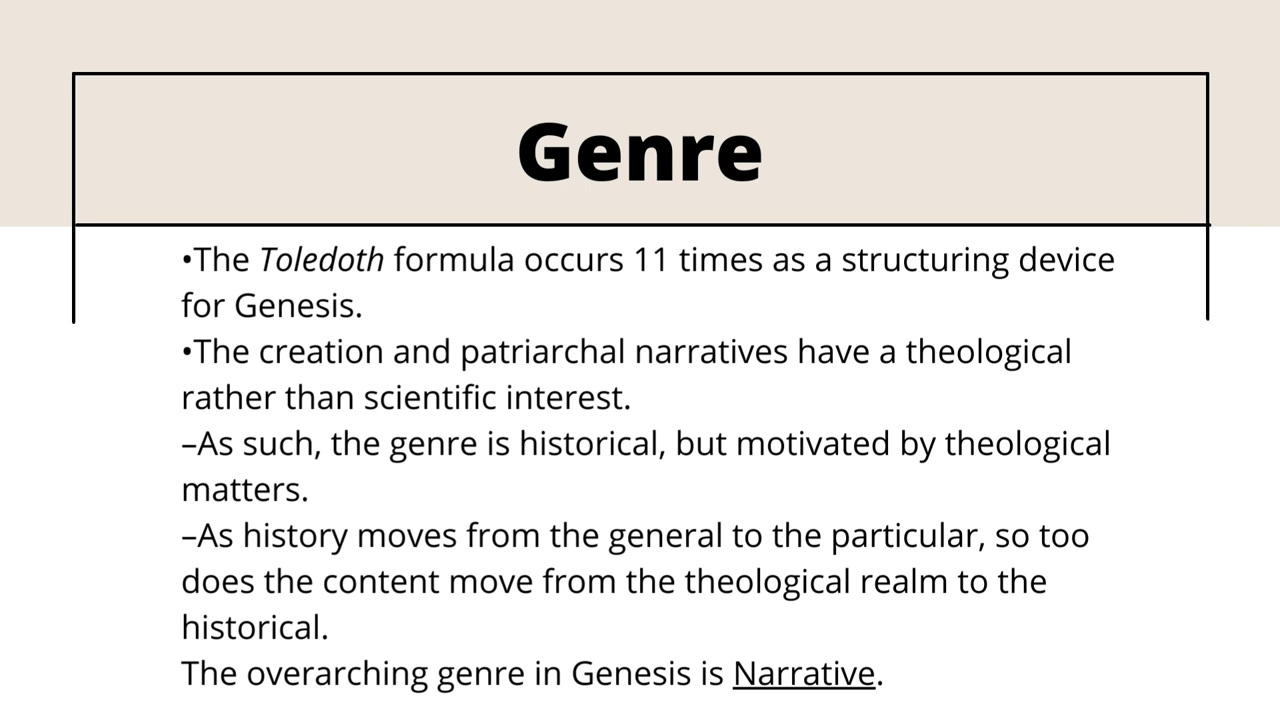 Genre
•The Toledoth formula occurs 11 times as a structuring device
for Genesis.
•The creation and patriarchal narratives have a theological
rather than scientific interest.
–As such, the genre is historical, but motivated by theological
matters.
–As history moves from the general to the particular, so too
does the content move from the theological realm to the
historical.
The overarching genre in Genesis is Narrative.